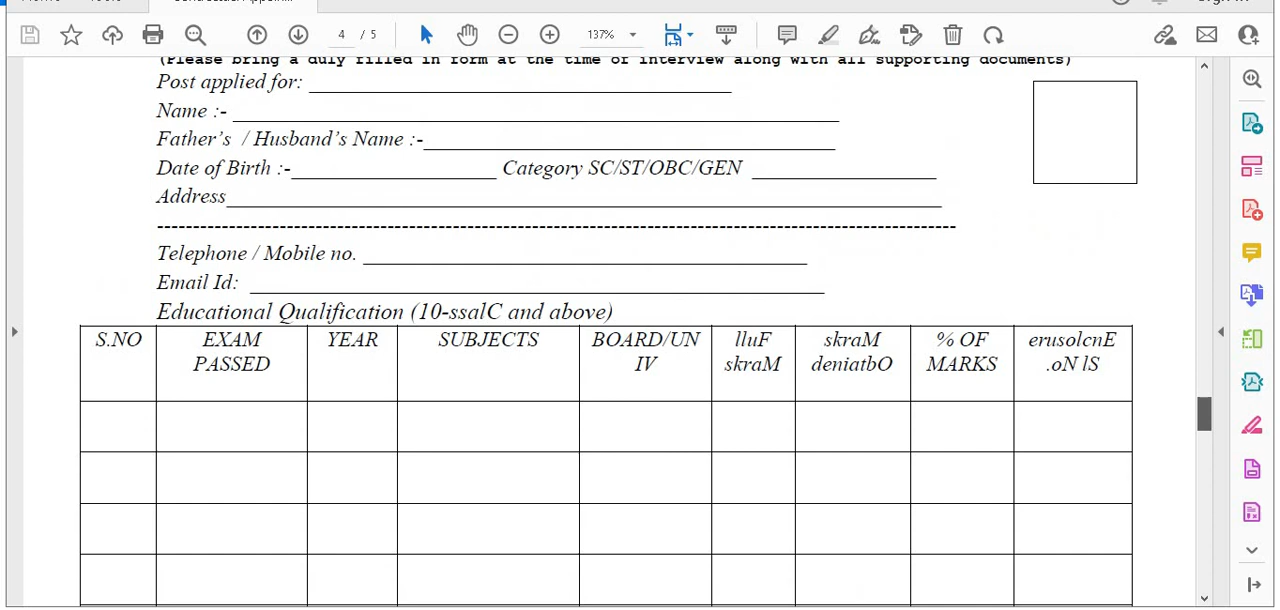 4 / 5
137%
(Please bring a duly filled in form at the time of interview along with all supporting documents)
Post applied for:
Name :-
Father's / Husband's Name :-
Date of Birth :- Category SC/ST/OBC/GEN
Address
Telephone / Mobile no.
Email Id:
Educational Qualification (10-ssalC and above)
S.NO EXAM PASSED YEAR SUBJECTS BOARD/UN IV lluF skraM skraM deniatbO % OF MARKS erusolcnE .oN lS